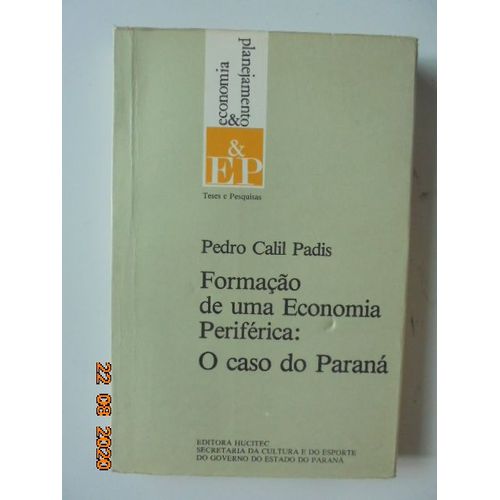 economia
&
planejamento
&
EP
Teses e Pesquisas
Pedro Calil Padis
Formação
de uma Economia
Periférica:
O caso do Paraná
EDITORA HUCITEC
SECRETARIA DA CULTURA E DO ESPORTE
DO GOVERNO DO ESTADO DO PARANÁ
22 08 2020